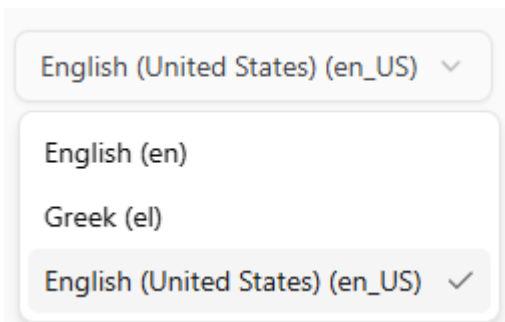 English (United States) (en_US)
English (en)
Greek (el)
English (United States) (en_US)